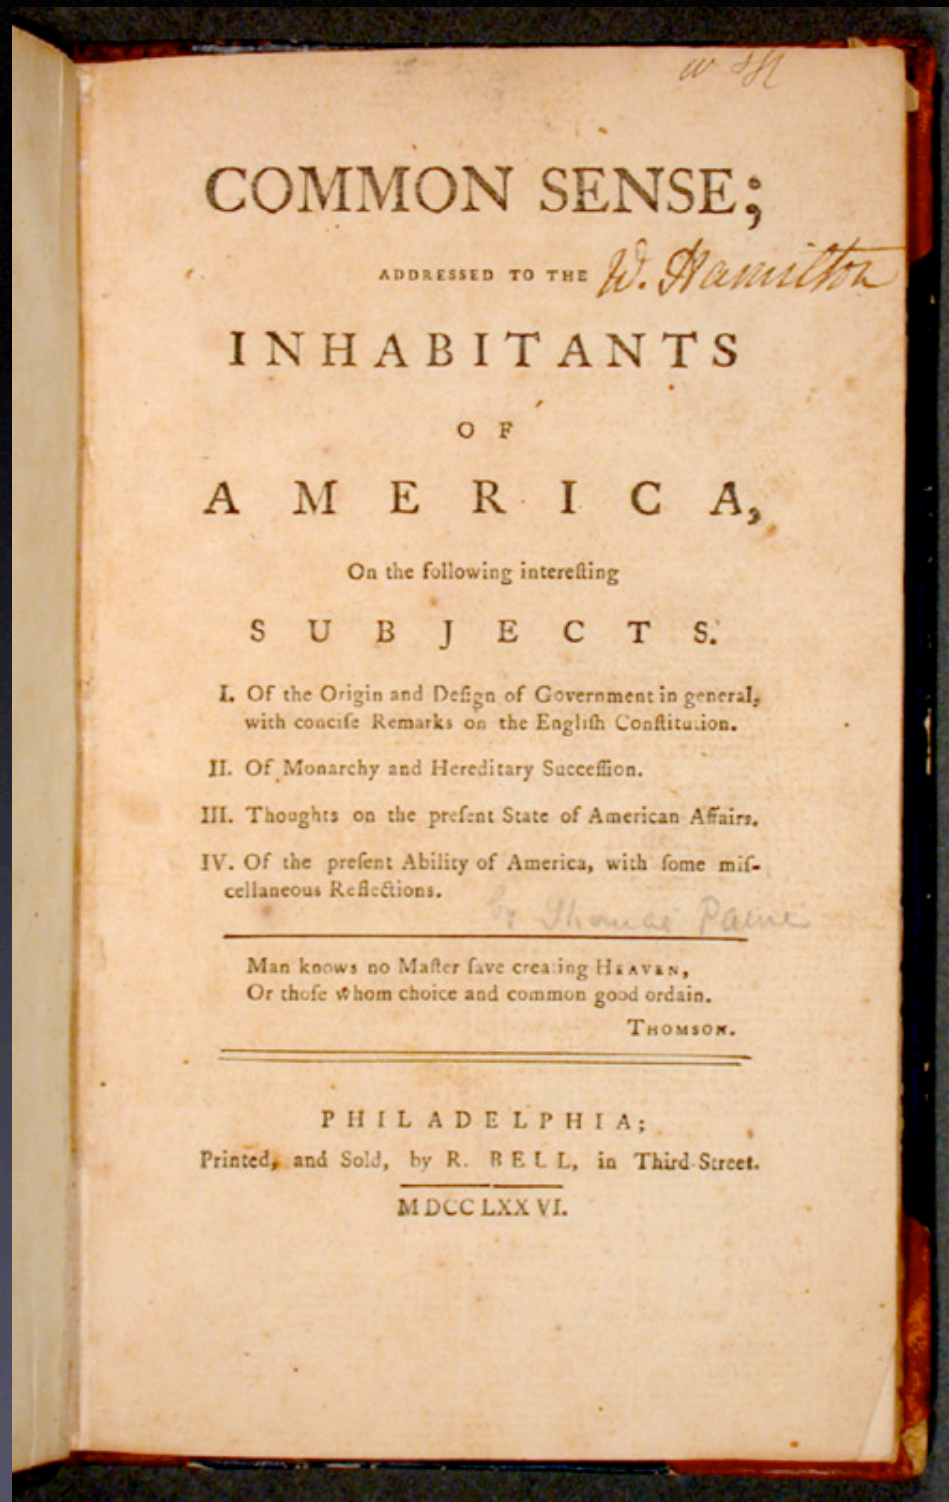 COMMON SENSE;
ADDRESSED TO THE W. Hamilton
INHABITANTS
OF
AMERICA,
On the following intereſting
SUBJECTS.
I. Of the Origin and Deſign of Government in general,
with conciſe Remarks on the Engliſh Conſtitution.
II. Of Monarchy and Hereditary Succeſſion.
III. Thoughts on the preſent State of American Affairs.
IV. Of the preſent Ability of America, with ſome miſ-
cellaneous Reflections.
by Thomas Paine
Man knows no Maſter ſave creating HEAVEN,
Or thoſe whom choice and common good ordain.
THOMSON.
PHILADELPHIA;
Printed, and Sold, by R. BELL, in Third-Street.
MDCCLXXVI.